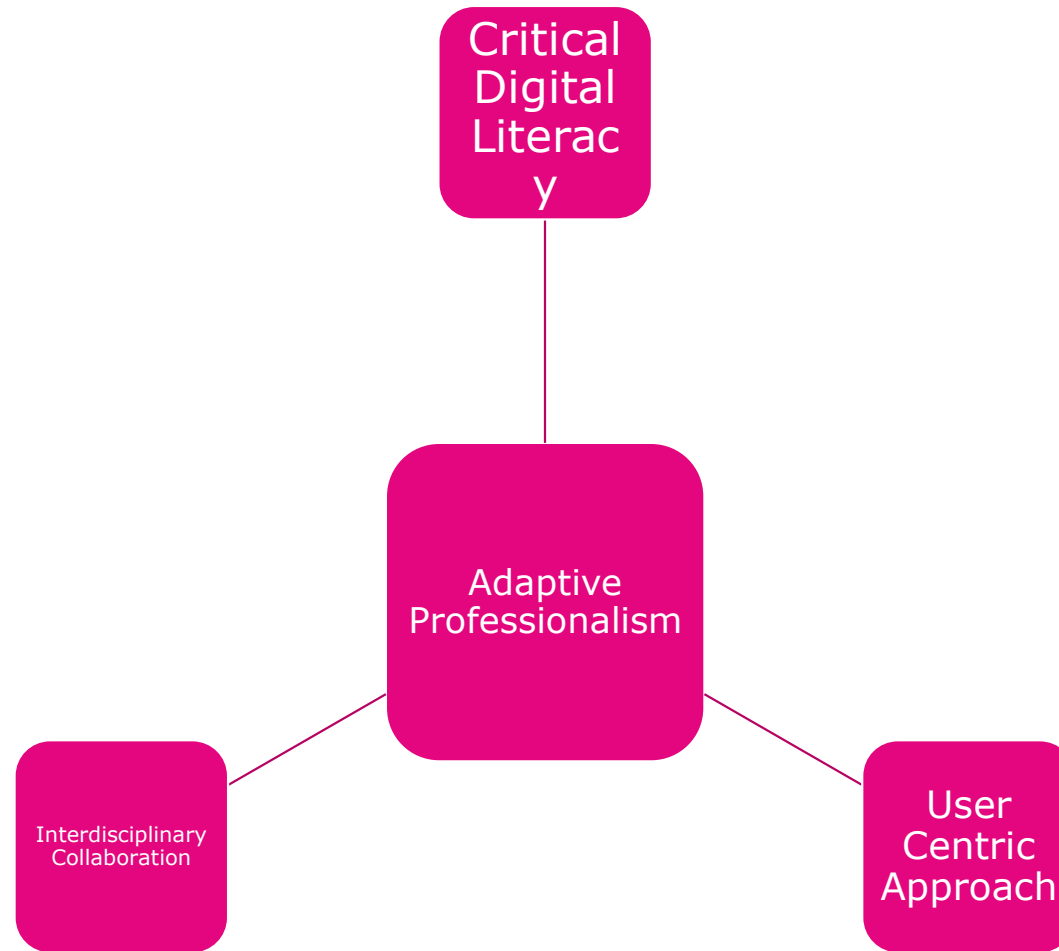 Critical
Digital
Literac
y
Adaptive
Professionalism
Interdisciplinary
Collaboration
User
Centric
Approach